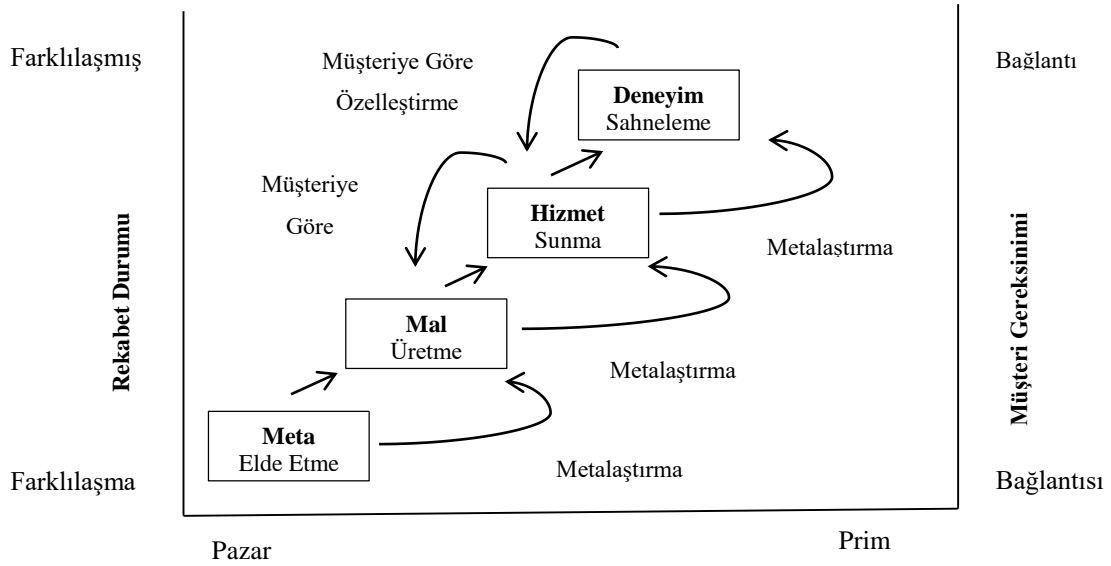 Farklılaşmış
Müşteriye Göre
Özelleştirme
Deneyim
Sahneleme
Bağlantı
Müşteriye
Göre
Hizmet
Sunma
Metalaştırma
Rekabet Durumu
Müşteri Gereksinimi
Mal
Üretme
Metalaştırma
Meta
Elde Etme
Metalaştırma
Farklılaşma
Bağlantısı
Pazar
Prim